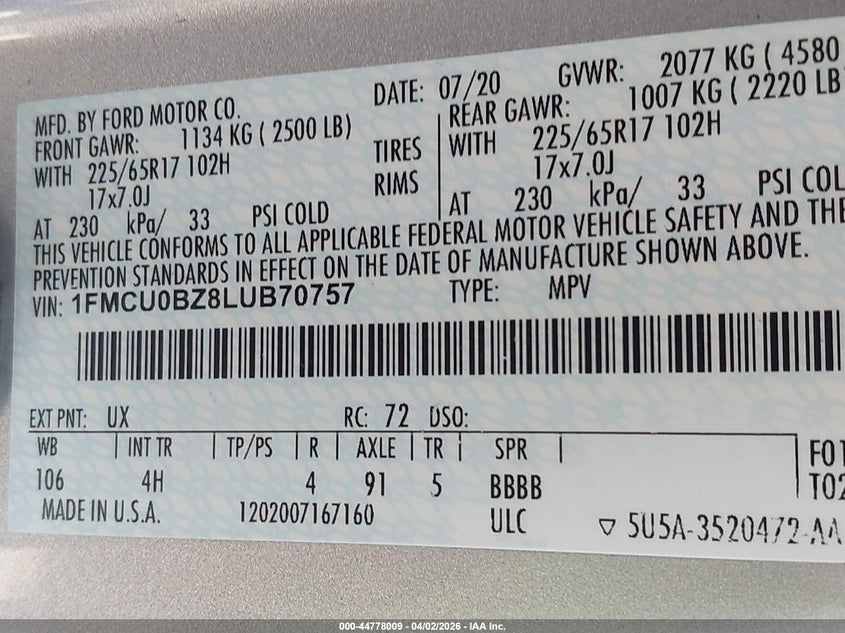 MFD. BY FORD MOTOR CO. DATE: 07/20 GVWR: 2077 KG ( 4580
FRONT GAWR: 1134 KG ( 2500 LB) REAR GAWR: 1007 KG ( 2220 LB
WITH 225/65R17 102H TIRES WITH 225/65R17 102H
17x7.0J RIMS 17x7.0J
AT 230 kPa/ 33 PSI COLD AT 230 kPa/ 33 PSI COL
THIS VEHICLE CONFORMS TO ALL APPLICABLE FEDERAL MOTOR VEHICLE SAFETY AND THE
PREVENTION STANDARDS IN EFFECT ON THE DATE OF MANUFACTURE SHOWN ABOVE.
VIN: 1FMCU0BZ8LUB70757 TYPE: MPV
EXT PNT: UX RC: 72 DSO:
WB INT TR TP/PS R AXLE TR SPR F01
106 4H 4 91 5 BBBB T02
MADE IN U.S.A. 1202007167160 ULC ▽ 5U5A-3520472-AA
000-44778009 - 04/02/2026 - IAA Inc.